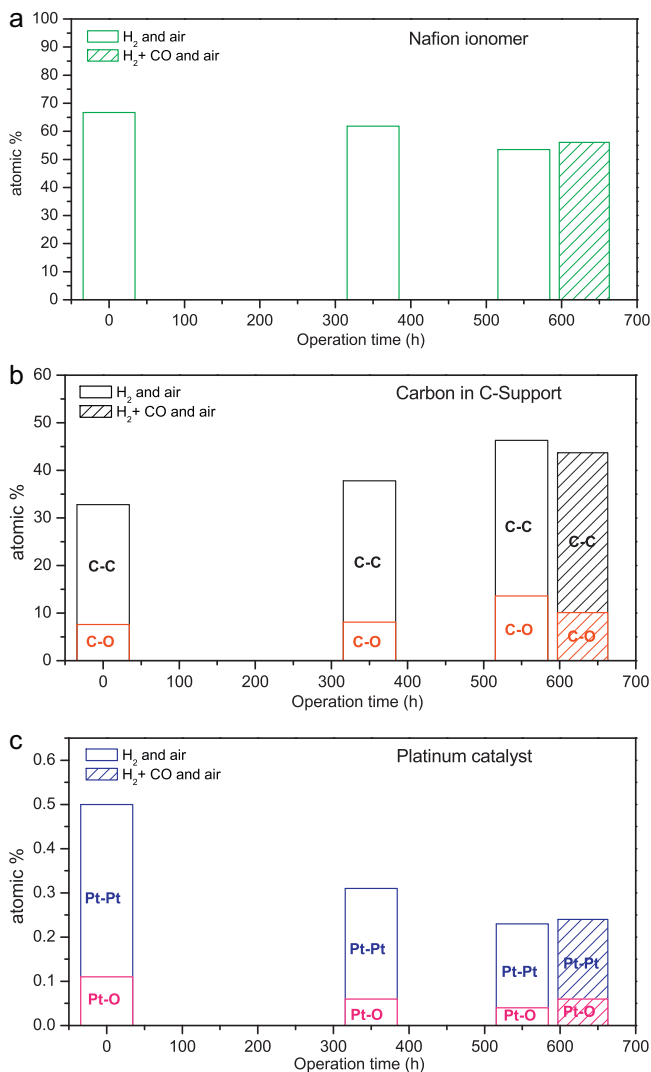 a
100
90
80
70
60
50
40
30
20
10
0
atomic %
H2 and air
H2+ CO and air
Nafion ionomer
0 100 200 300 400 500 600 700
Operation time (h)
b
60
50
40
30
20
10
0
atomic %
H2 and air
H2+ CO and air
Carbon in C-Support
C-C C-C C-C C-C
C-O C-O C-O C-O
0 100 200 300 400 500 600 700
Operation time (h)
c
0.6
0.5
0.4
0.3
0.2
0.1
0.0
atomic %
H2 and air
H2+ CO and air
Platinum catalyst
Pt-Pt Pt-Pt Pt-Pt Pt-Pt
Pt-O Pt-O Pt-O Pt-O
0 100 200 300 400 500 600 700
Operation time (h)